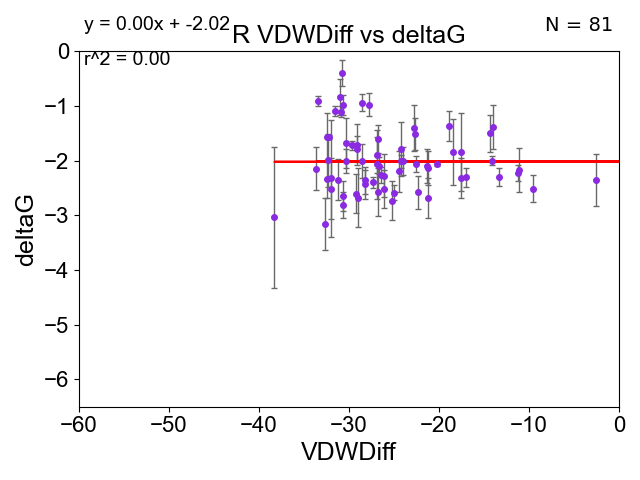 y = 0.00x + -2.02
R VDWDiff vs deltaG
N = 81
r^2 = 0.00
0
−1
−2
−3
−4
−5
−6
deltaG
−60
−50
−40
−30
−20
−10
0
VDWDiff